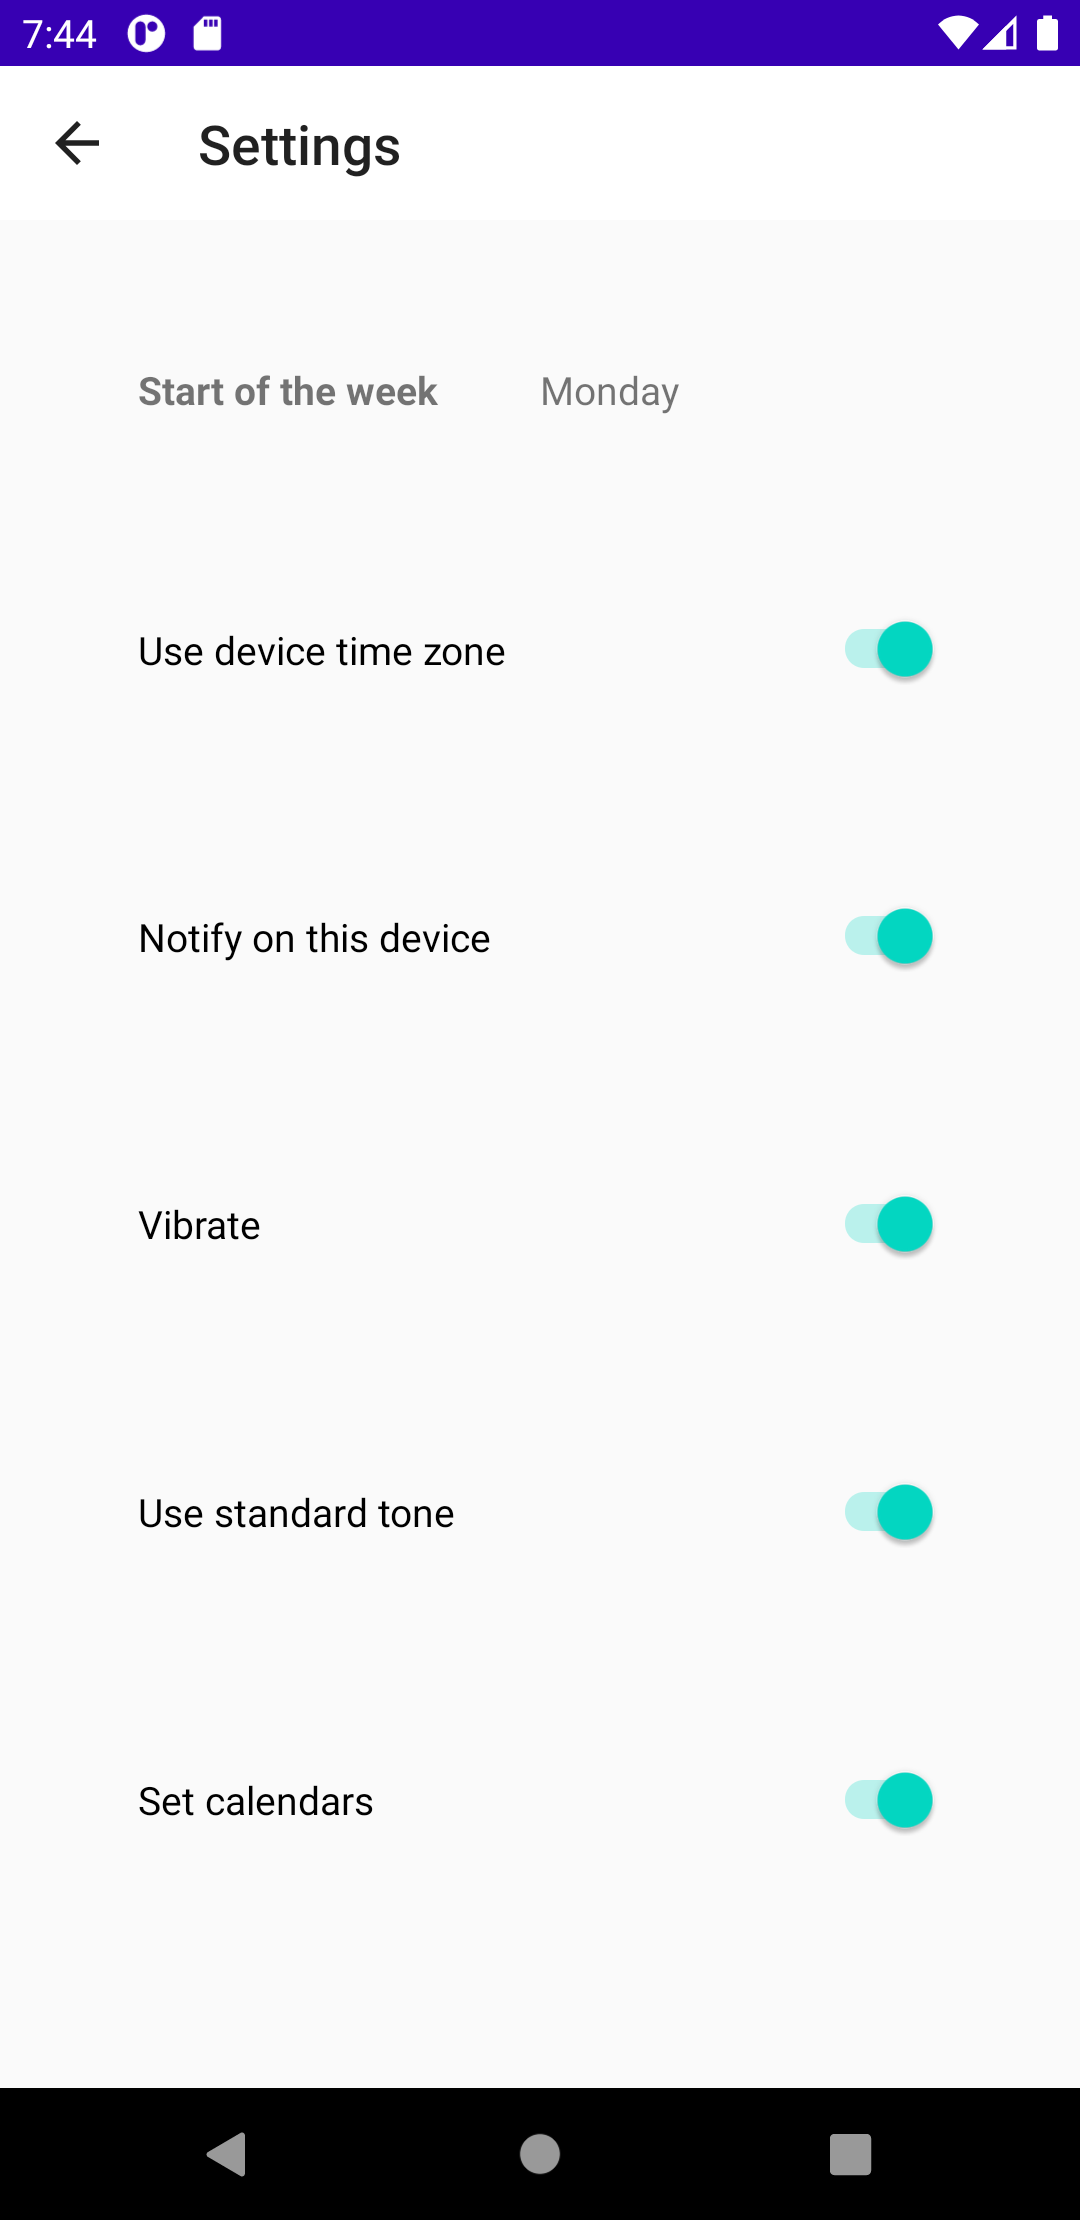 7:44
Settings
Start of the week Monday
Use device time zone
Notify on this device
Vibrate
Use standard tone
Set calendars